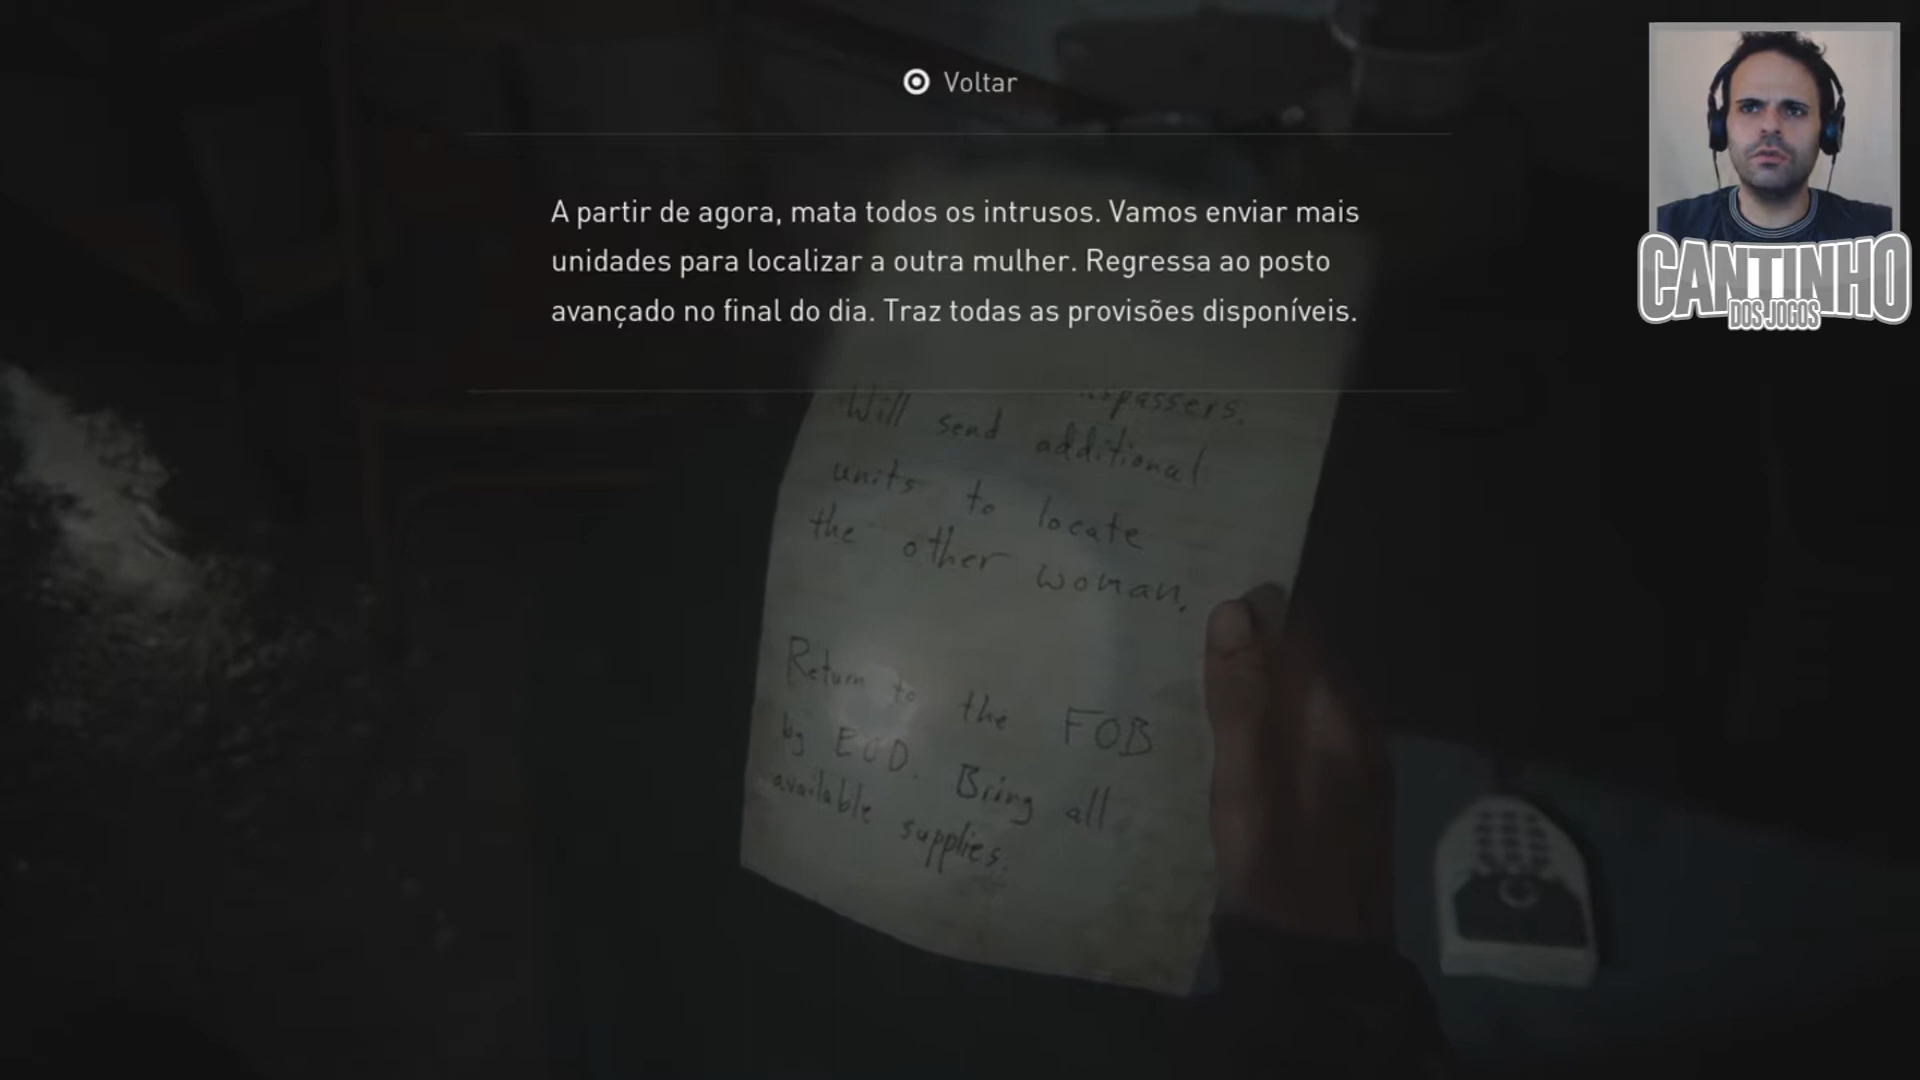 Voltar
A partir de agora, mata todos os intrusos. Vamos enviar mais
unidades para localizar a outra mulher. Regressa ao posto
avançado no final do dia. Traz todas as provisões disponíveis.
Will send additional
units to locate
the other woman.
Return to the FOB
by EOD. Bring all
available supplies.
CANTINHO
DOS JOGOS